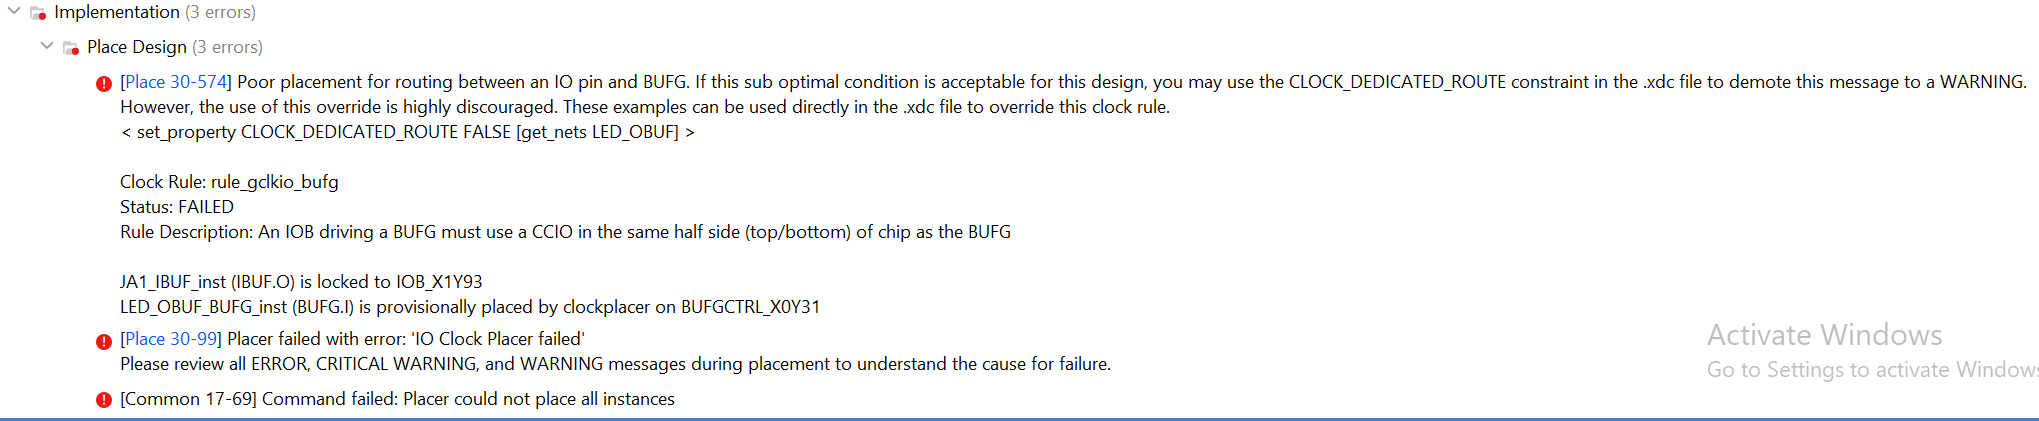 Implementation (3 errors)
Place Design (3 errors)
[Place 30-574] Poor placement for routing between an IO pin and BUFG. If this sub optimal condition is acceptable for this design, you may use the CLOCK_DEDICATED_ROUTE constraint in the .xdc file to demote this message to a WARNING.
However, the use of this override is highly discouraged. These examples can be used directly in the .xdc file to override this clock rule.
< set_property CLOCK_DEDICATED_ROUTE FALSE [get_nets LED_OBUF] >
Clock Rule: rule_gclkio_bufg
Status: FAILED
Rule Description: An IOB driving a BUFG must use a CCIO in the same half side (top/bottom) of chip as the BUFG
JA1_IBUF_inst (IBUF.O) is locked to IOB_X1Y93
LED_OBUF_BUFG_inst (BUFG.I) is provisionally placed by clockplacer on BUFGCTRL_X0Y31
[Place 30-99] Placer failed with error: 'IO Clock Placer failed'
Please review all ERROR, CRITICAL WARNING, and WARNING messages during placement to understand the cause for failure.
[Common 17-69] Command failed: Placer could not place all instances
Activate Windows
Go to Settings to activate Windows